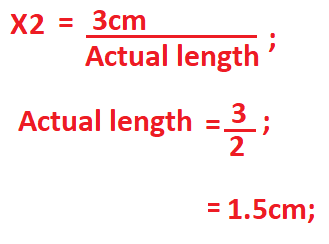 X2 = 3cm / Actual length ;
Actual length = 3/2 ;
= 1.5cm;